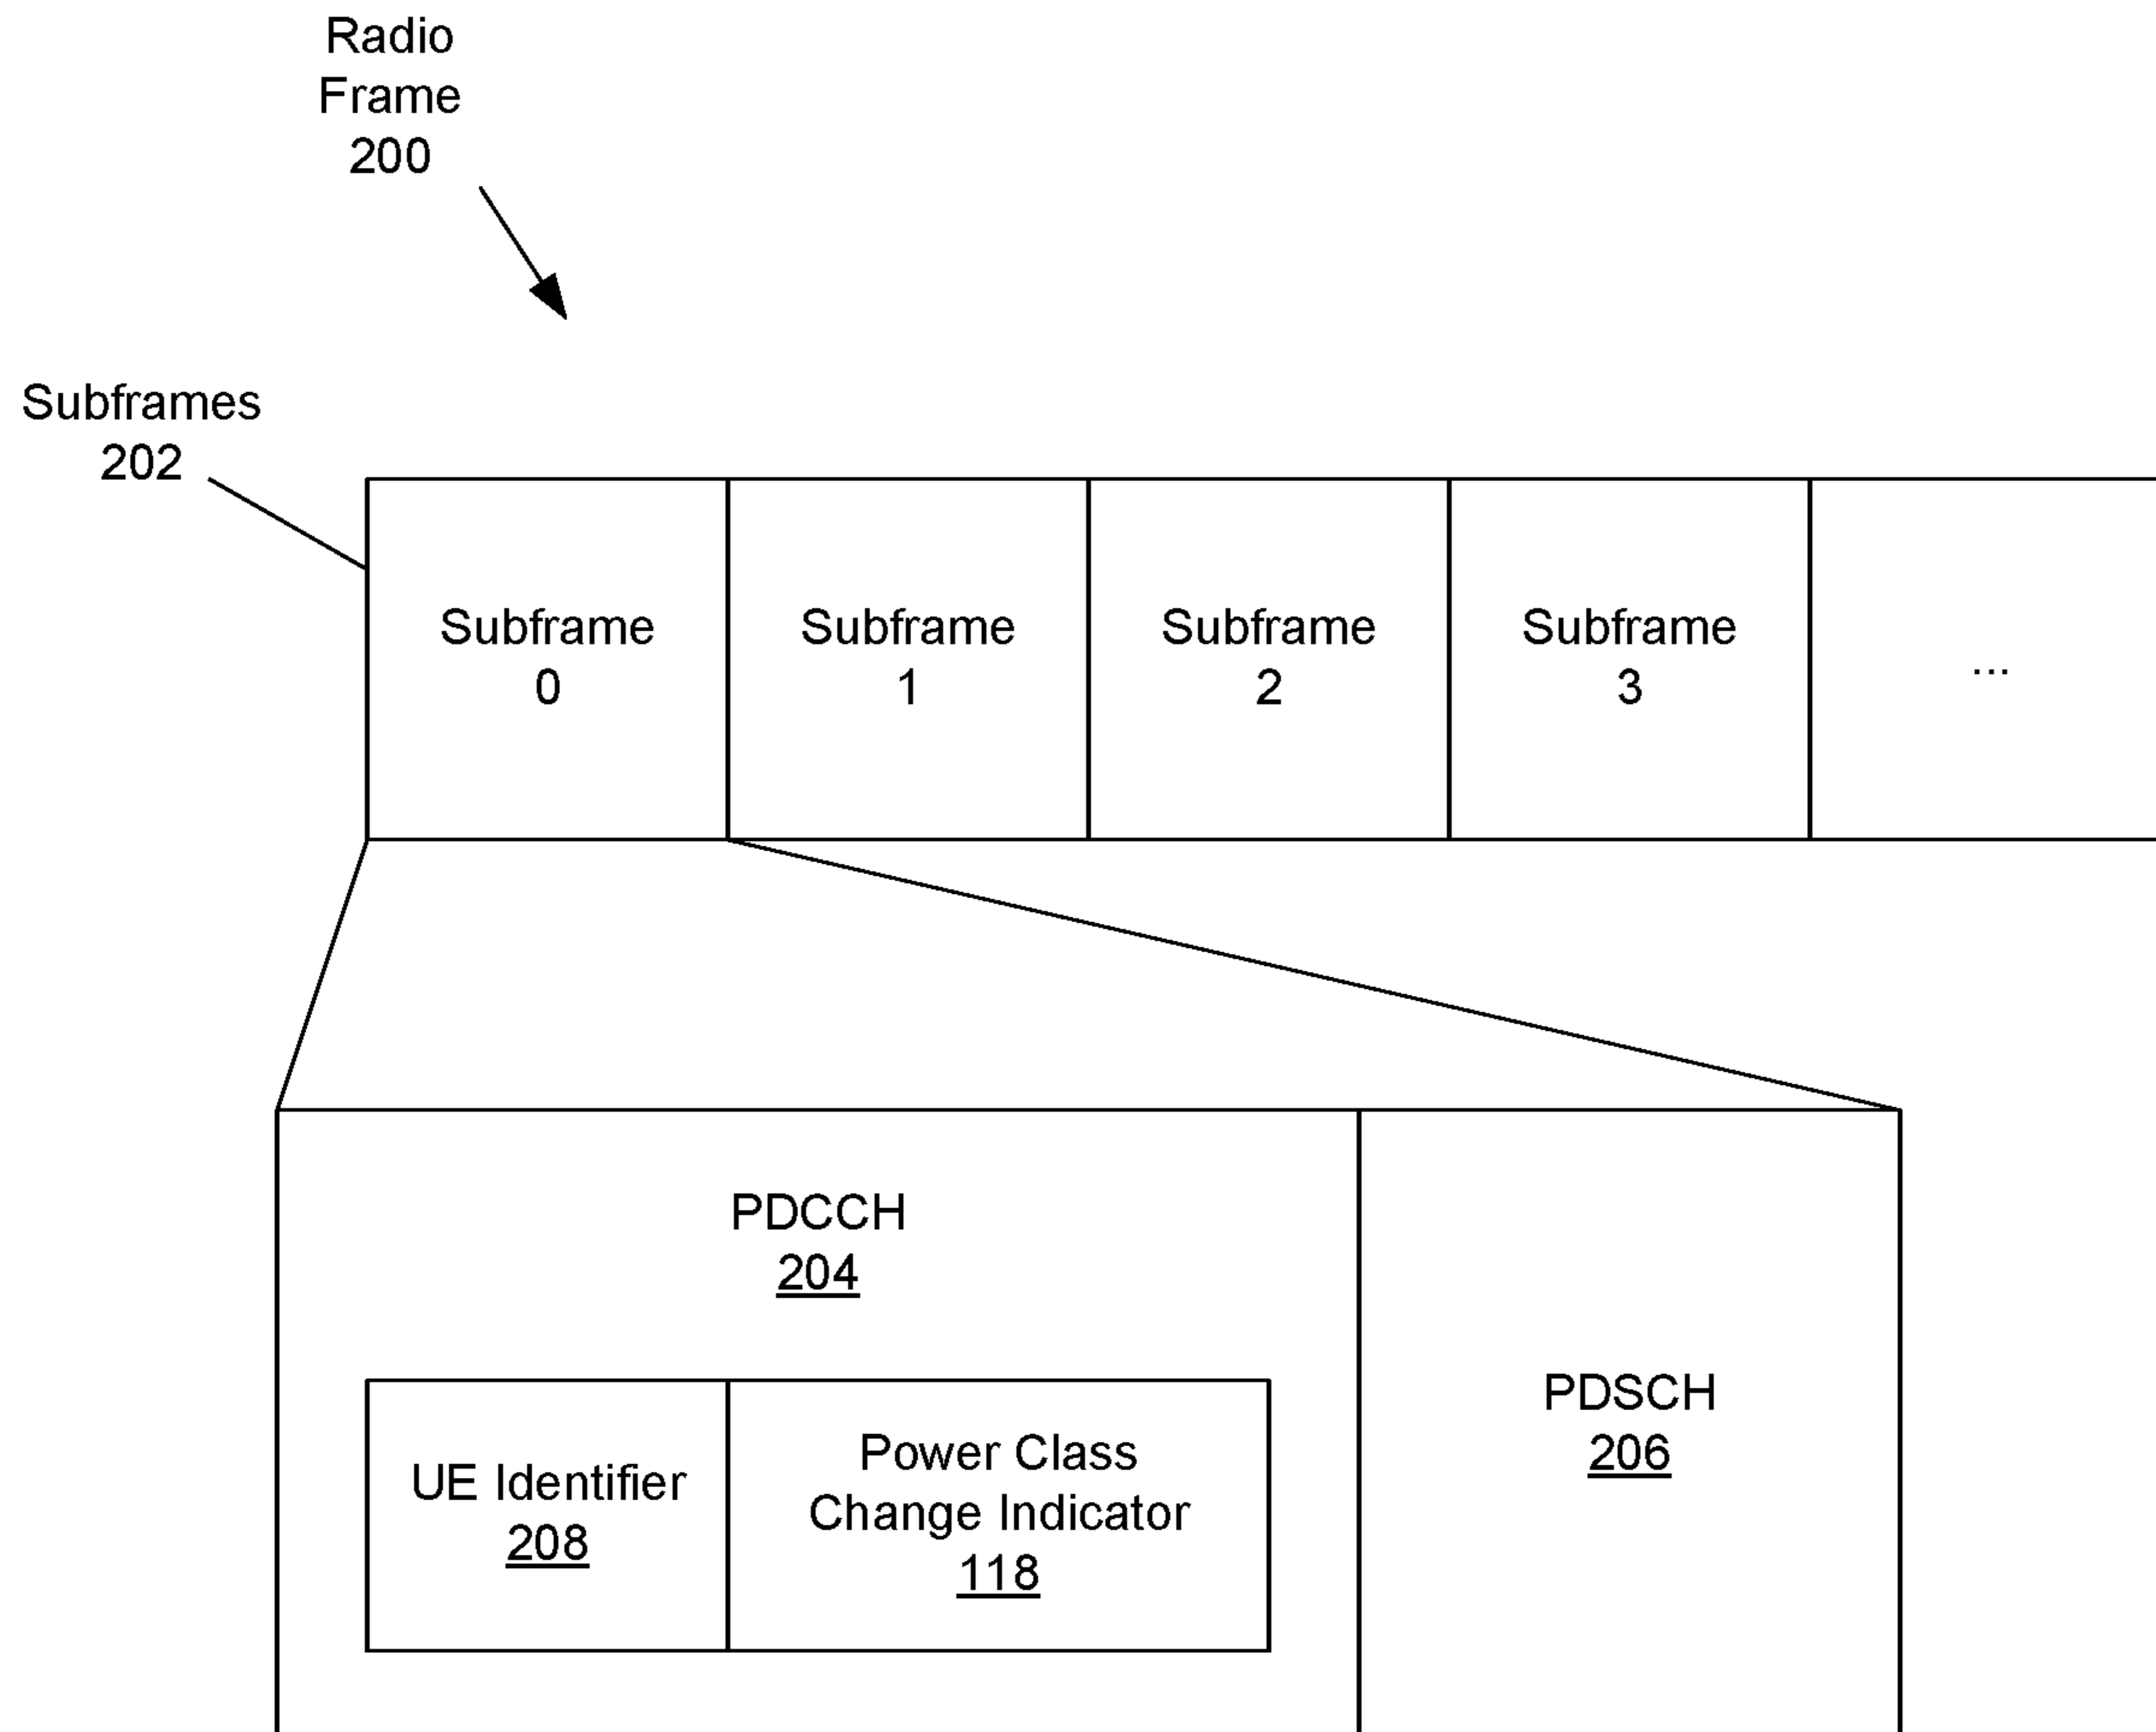 Radio
Frame
200
Subframes
202
Subframe
0
Subframe
1
Subframe
2
Subframe
3
...
PDCCH
204
UE Identifier
208
Power Class
Change Indicator
118
PDSCH
206